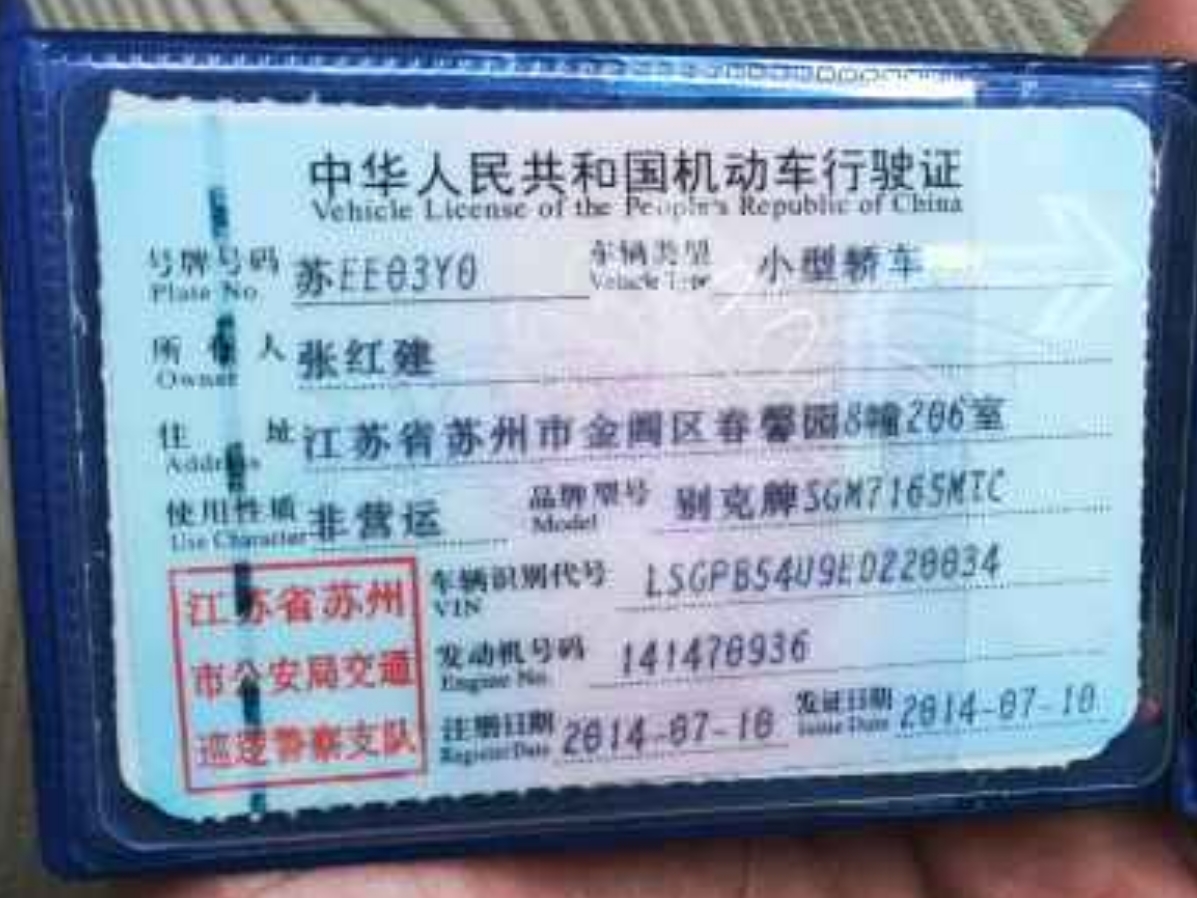 中华人民共和国机动车行驶证
Vehicle License of the People's Republic of China
号牌号码 苏EE03Y0 车辆类型 小型轿车
Plate No. Vehicle Type
所有人 张红建
Owner
住址 江苏省苏州市金阊区春馨园8幢206室
Address
使用性质 非营运 品牌型号 别克牌SGM7165MTC
Use Character Model
江苏省苏州
市公安局交通
巡逻警察支队
车辆识别代号 LSGPB54U9ED220034
VIN
发动机号码 141470936
Engine No.
注册日期 2014-07-10 发证日期 2014-07-10
Register Date Issue Date